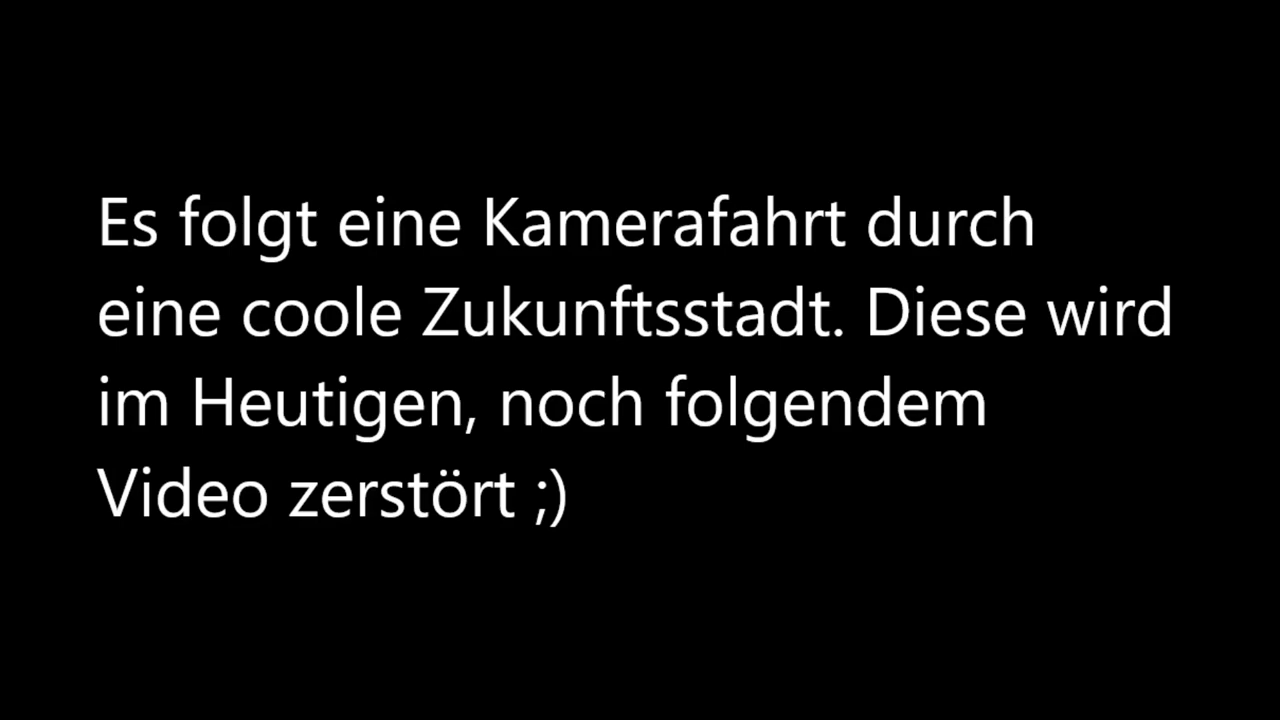 Es folgt eine Kamerafahrt durch
eine coole Zukunftsstadt. Diese wird
im Heutigen, noch folgendem
Video zerstört ;)